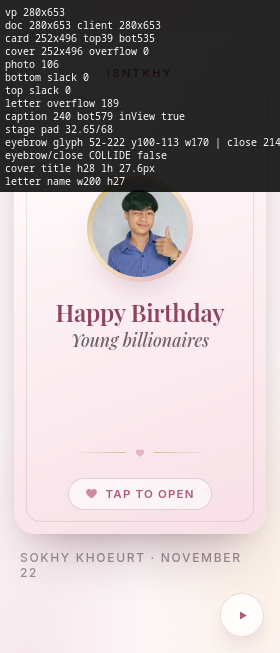 vp 280x653
doc 280x653 client 280x653
card 252x496 top39 bot535
cover 252x496 overflow 0
photo 106
bottom slack 0
top slack 0
letter overflow 189
caption 240 bot579 inView true
stage pad 32.65/68
eyebrow glyph 52-222 y100-113 w170 | close 214
eyebrow/close COLLIDE false
cover title h28 lh 27.6px
letter name w200 h27
ISNTKHY
Happy Birthday
Young billionaires
TAP TO OPEN
SOKHY KHOEURT · NOVEMBER
22